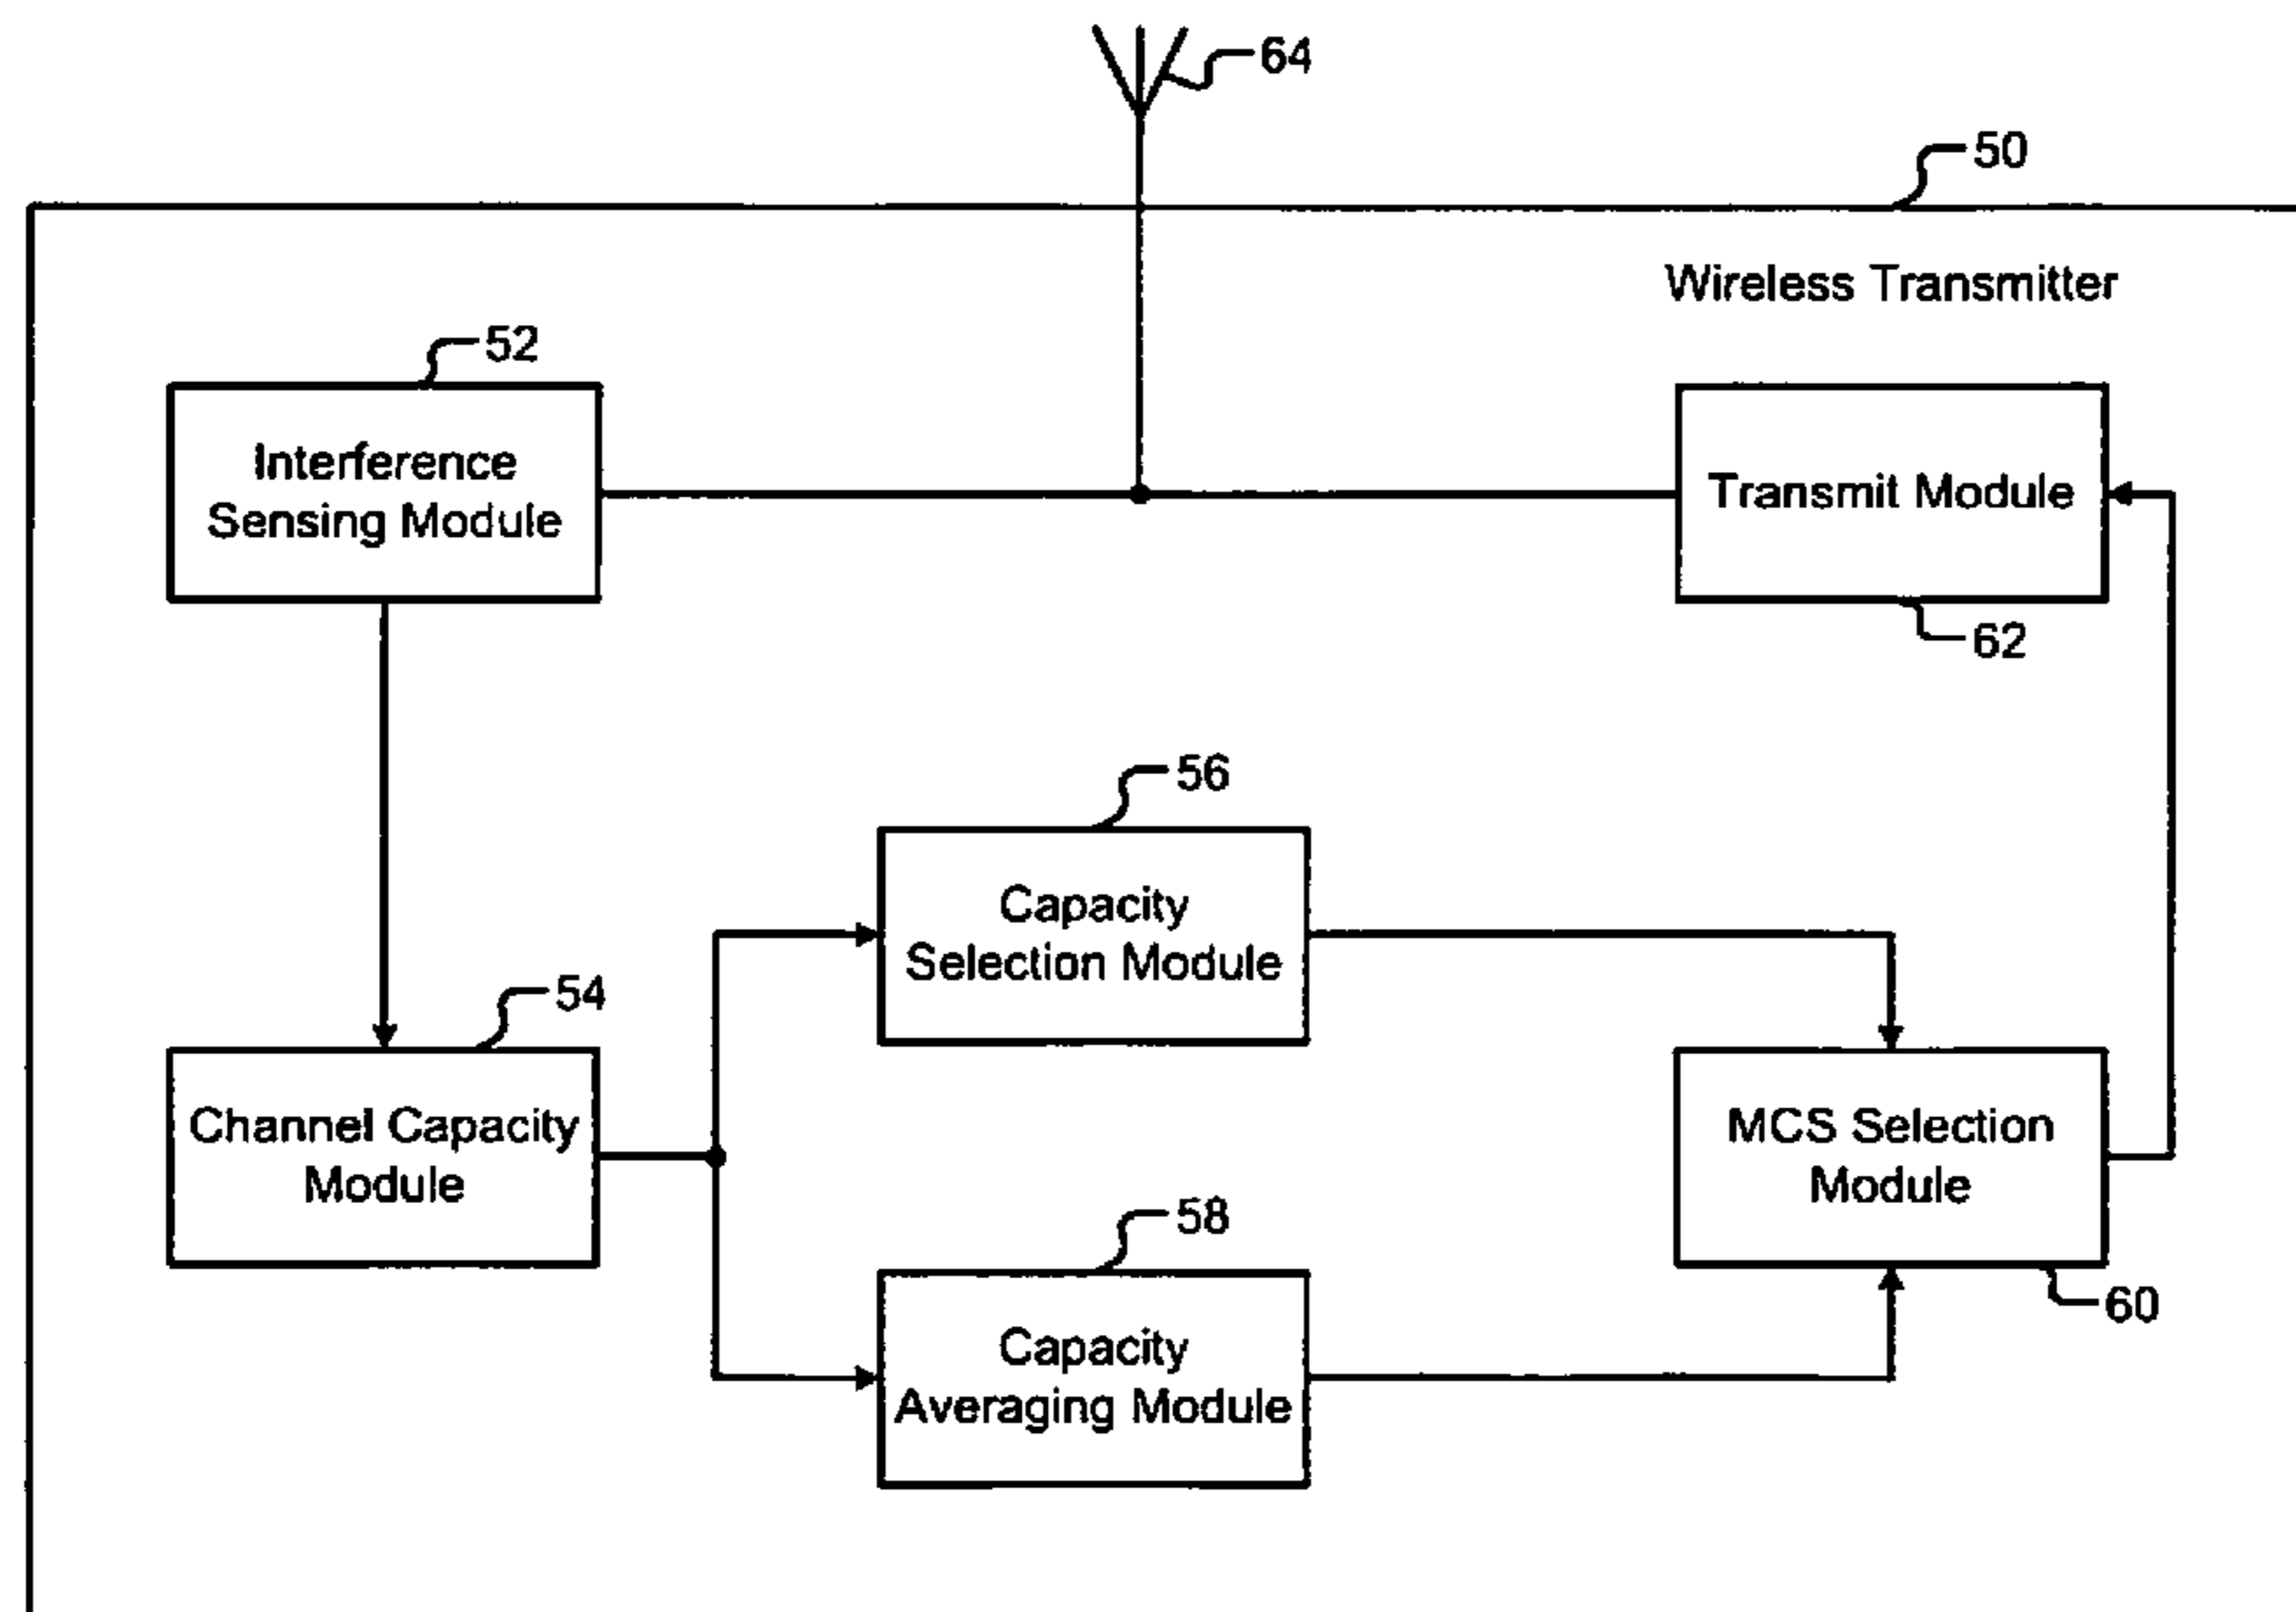 64
50
Wireless Transmitter
52
Interference
Sensing Module
Transmit Module
62
56
Capacity
Selection Module
54
Channel Capacity
Module
MCS Selection
Module
58
60
Capacity
Averaging Module